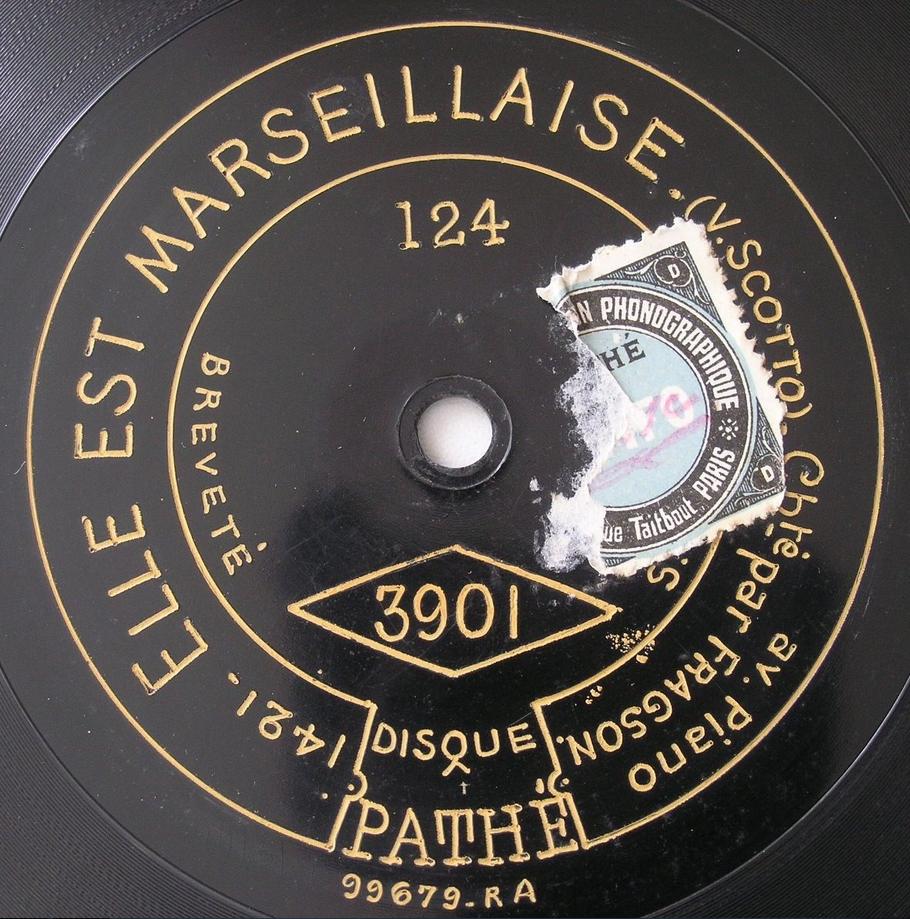 1421. ELLE EST MARSEILLAISE. (V. SCOTTO). Chté par FRAGSON.
av. Piano
124
BREVETÉ
3901
DISQUE
PATHÉ
99679-RA
D
PHONOGRAPHIQUE
Taitbout PARIS
D